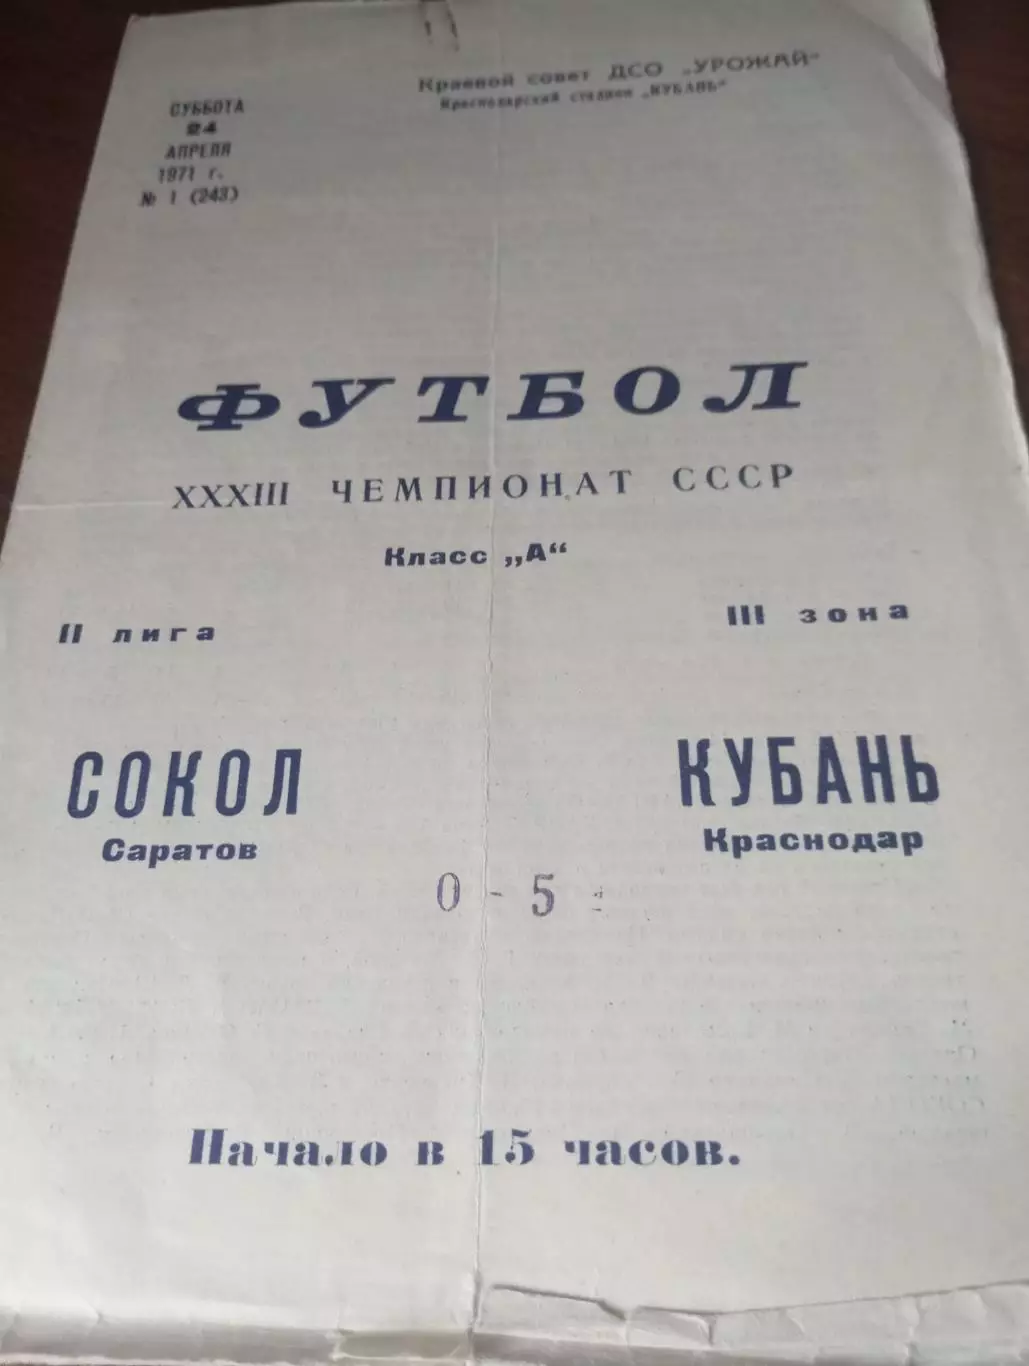 Краевой совет ДСО „УРОЖАЙ“
Краснодарский стадион „КУБАНЬ“
СУББОТА
24
АПРЕЛЯ
1971 г.
№ 1 (243)
ФУТБОЛ
XXXIII ЧЕМПИОНАТ СССР
Класс „А“
II лига
III зона
СОКОЛ
Саратов
КУБАНЬ
Краснодар
0 - 5
Начало в 15 часов.